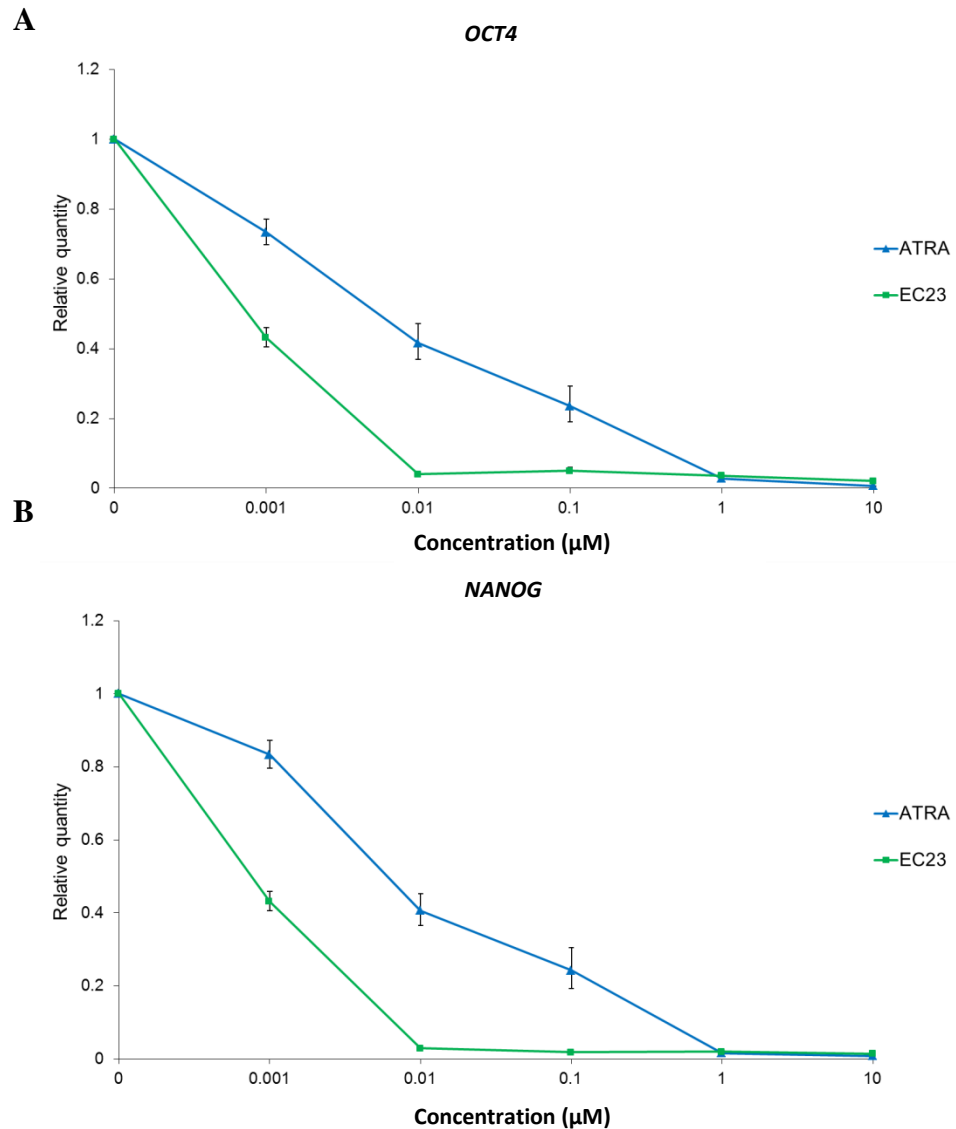 A
OCT4
1.2
1
0.8
0.6
0.4
0.2
0
Relative quantity
ATRA
EC23
0 0.001 0.01 0.1 1 10
Concentration (µM)
B
NANOG
1.2
1
0.8
0.6
0.4
0.2
0
Relative quantity
ATRA
EC23
0 0.001 0.01 0.1 1 10
Concentration (µM)